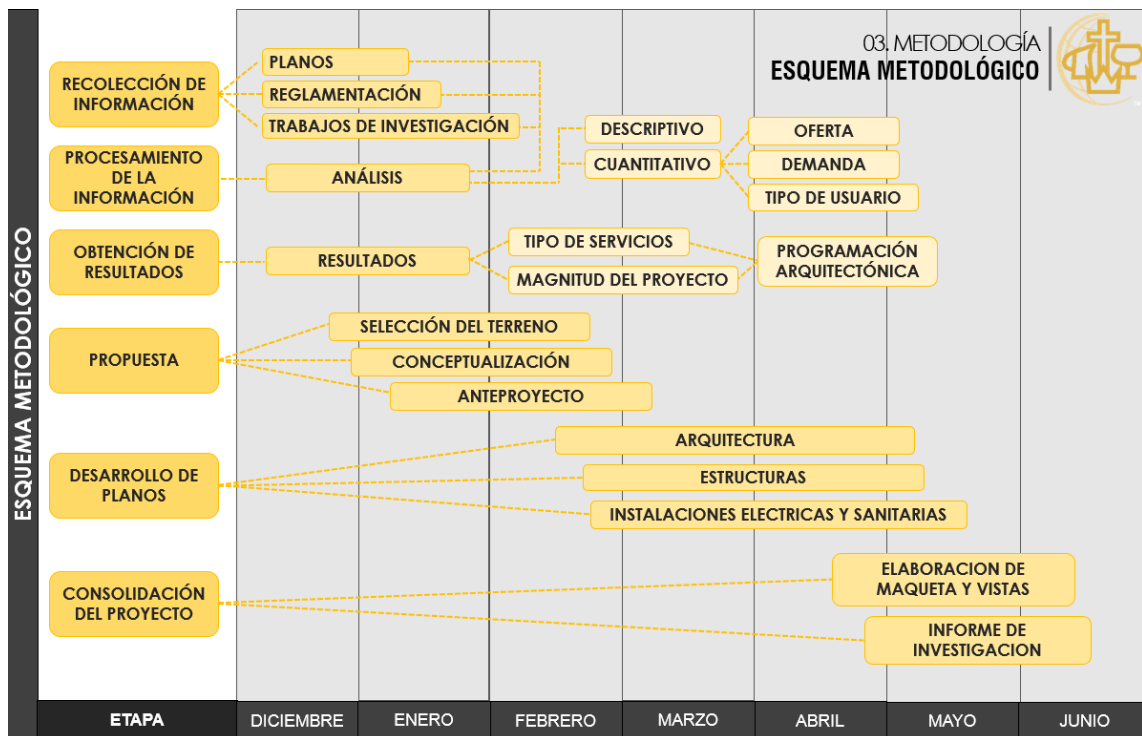 03. METODOLOGÍA
ESQUEMA METODOLÓGICO
ESQUEMA METODOLÓGICO
RECOLECCIÓN DE
INFORMACIÓN
PLANOS
REGLAMENTACIÓN
TRABAJOS DE INVESTIGACIÓN
PROCESAMIENTO
DE LA
INFORMACIÓN
ANÁLISIS
DESCRIPTIVO
CUANTITATIVO
OFERTA
DEMANDA
TIPO DE USUARIO
OBTENCIÓN DE
RESULTADOS
RESULTADOS
TIPO DE SERVICIOS
MAGNITUD DEL PROYECTO
PROGRAMACIÓN
ARQUITECTÓNICA
PROPUESTA
SELECCIÓN DEL TERRENO
CONCEPTUALIZACIÓN
ANTEPROYECTO
DESARROLLO DE
PLANOS
ARQUITECTURA
ESTRUCTURAS
INSTALACIONES ELECTRICAS Y SANITARIAS
CONSOLIDACIÓN
DEL PROYECTO
ELABORACION DE
MAQUETA Y VISTAS
INFORME DE
INVESTIGACION
ETAPA
DICIEMBRE
ENERO
FEBRERO
MARZO
ABRIL
MAYO
JUNIO